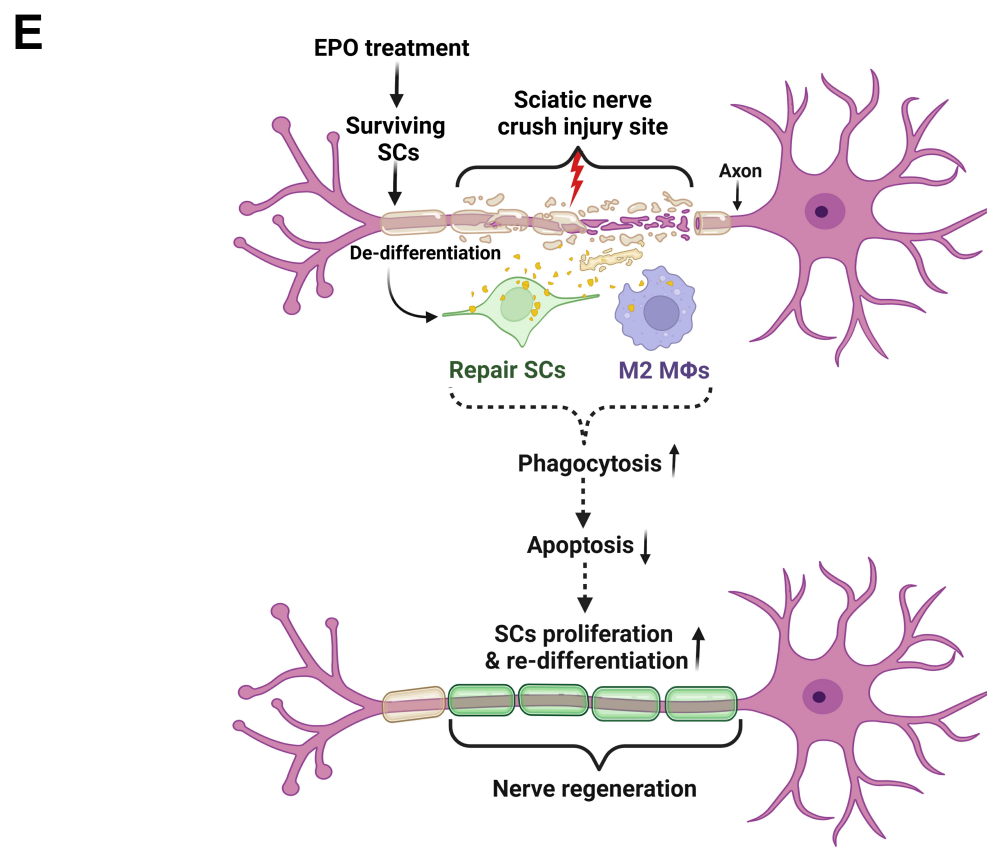 E
EPO treatment
Surviving
SCs
Sciatic nerve
crush injury site
Axon
De-differentiation
Repair SCs
M2 MΦs
Phagocytosis
Apoptosis
SCs proliferation
& re-differentiation
Nerve regeneration